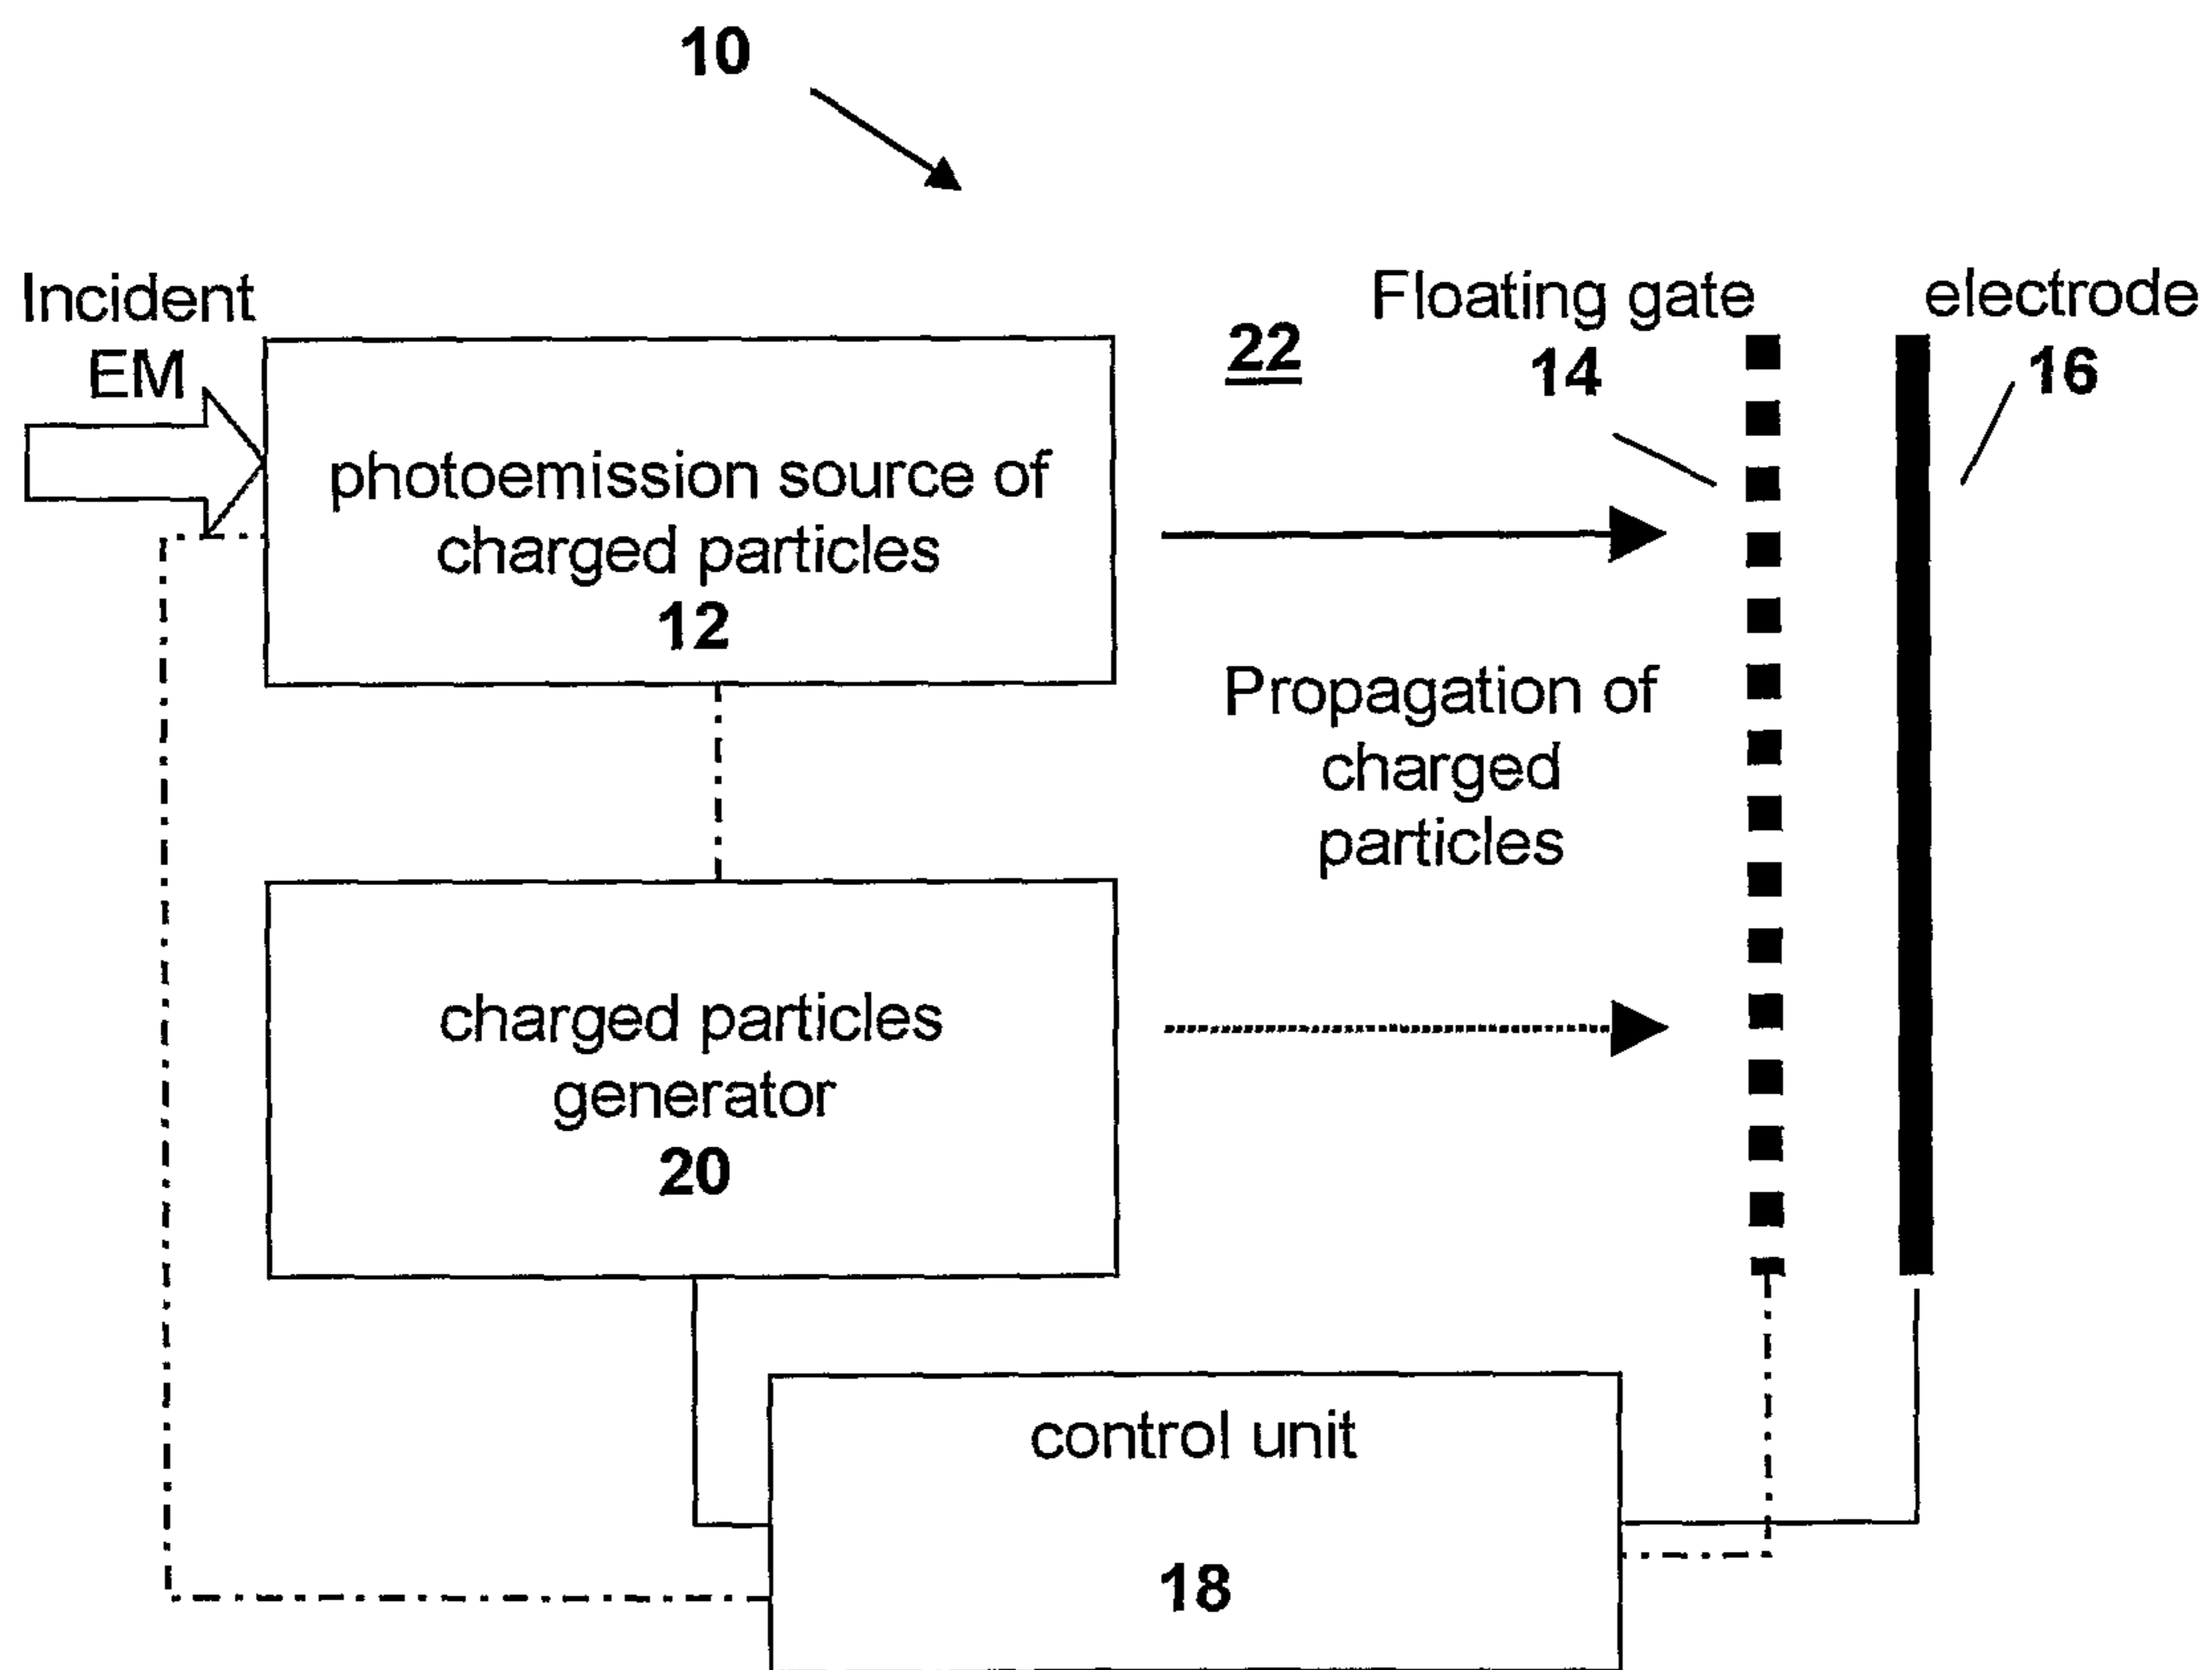 10
Incident
EM
photoemission source of
charged particles
12
22
Floating gate
14
electrode
16
Propagation of
charged
particles
charged particles
generator
20
control unit
18